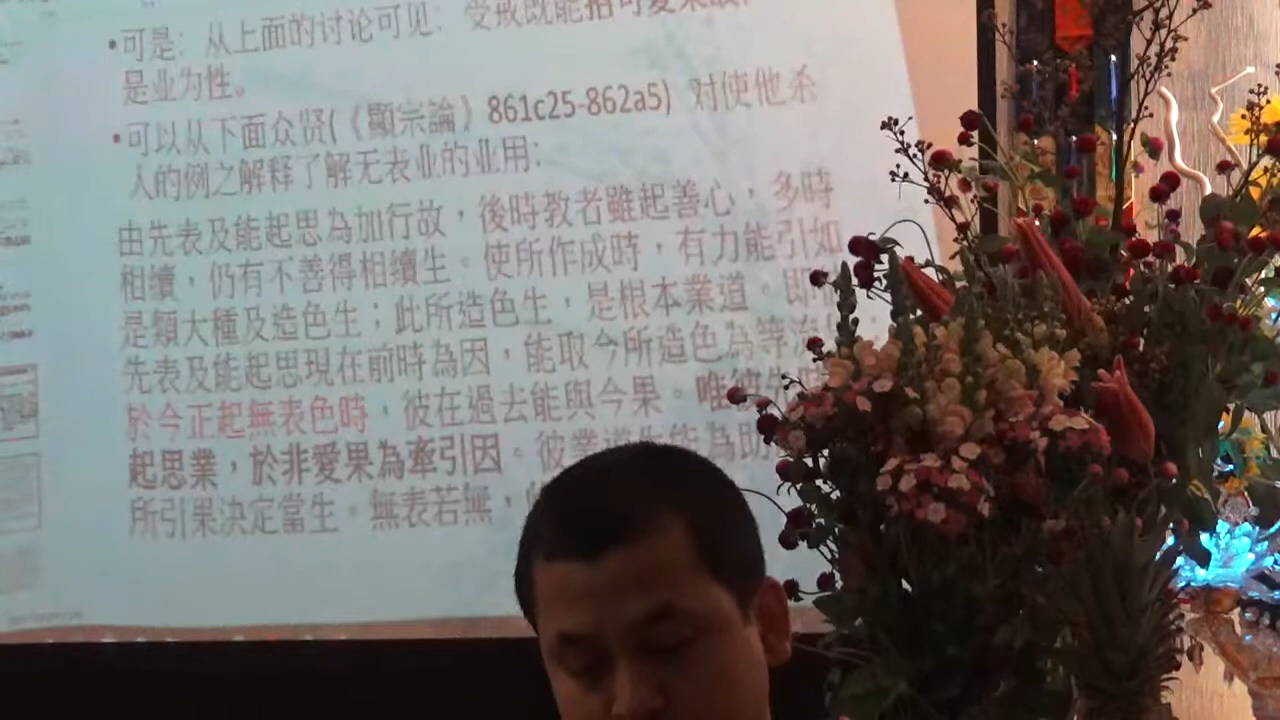 •可是：从上面的讨论可见：受戒既能招可爱果
是业为性。
•可以从下面众贤(《顯宗論》861c25-862a5) 对使他杀
人的例之解释了解无表业的业用：
由先表及能起思為加行故，後時教者雖起善心，多時
相續，仍有不善得相續生。使所作成時，有力能引如
是類大種及造色生；此所造色生，是根本業道。即
先表及能起思現在前時為因，能取今所造色為等
於今正起無表色時，彼在過去能與今果。唯彼
起思業，於非愛果為牽引因。彼業道
所引果決定當生。無表若無，